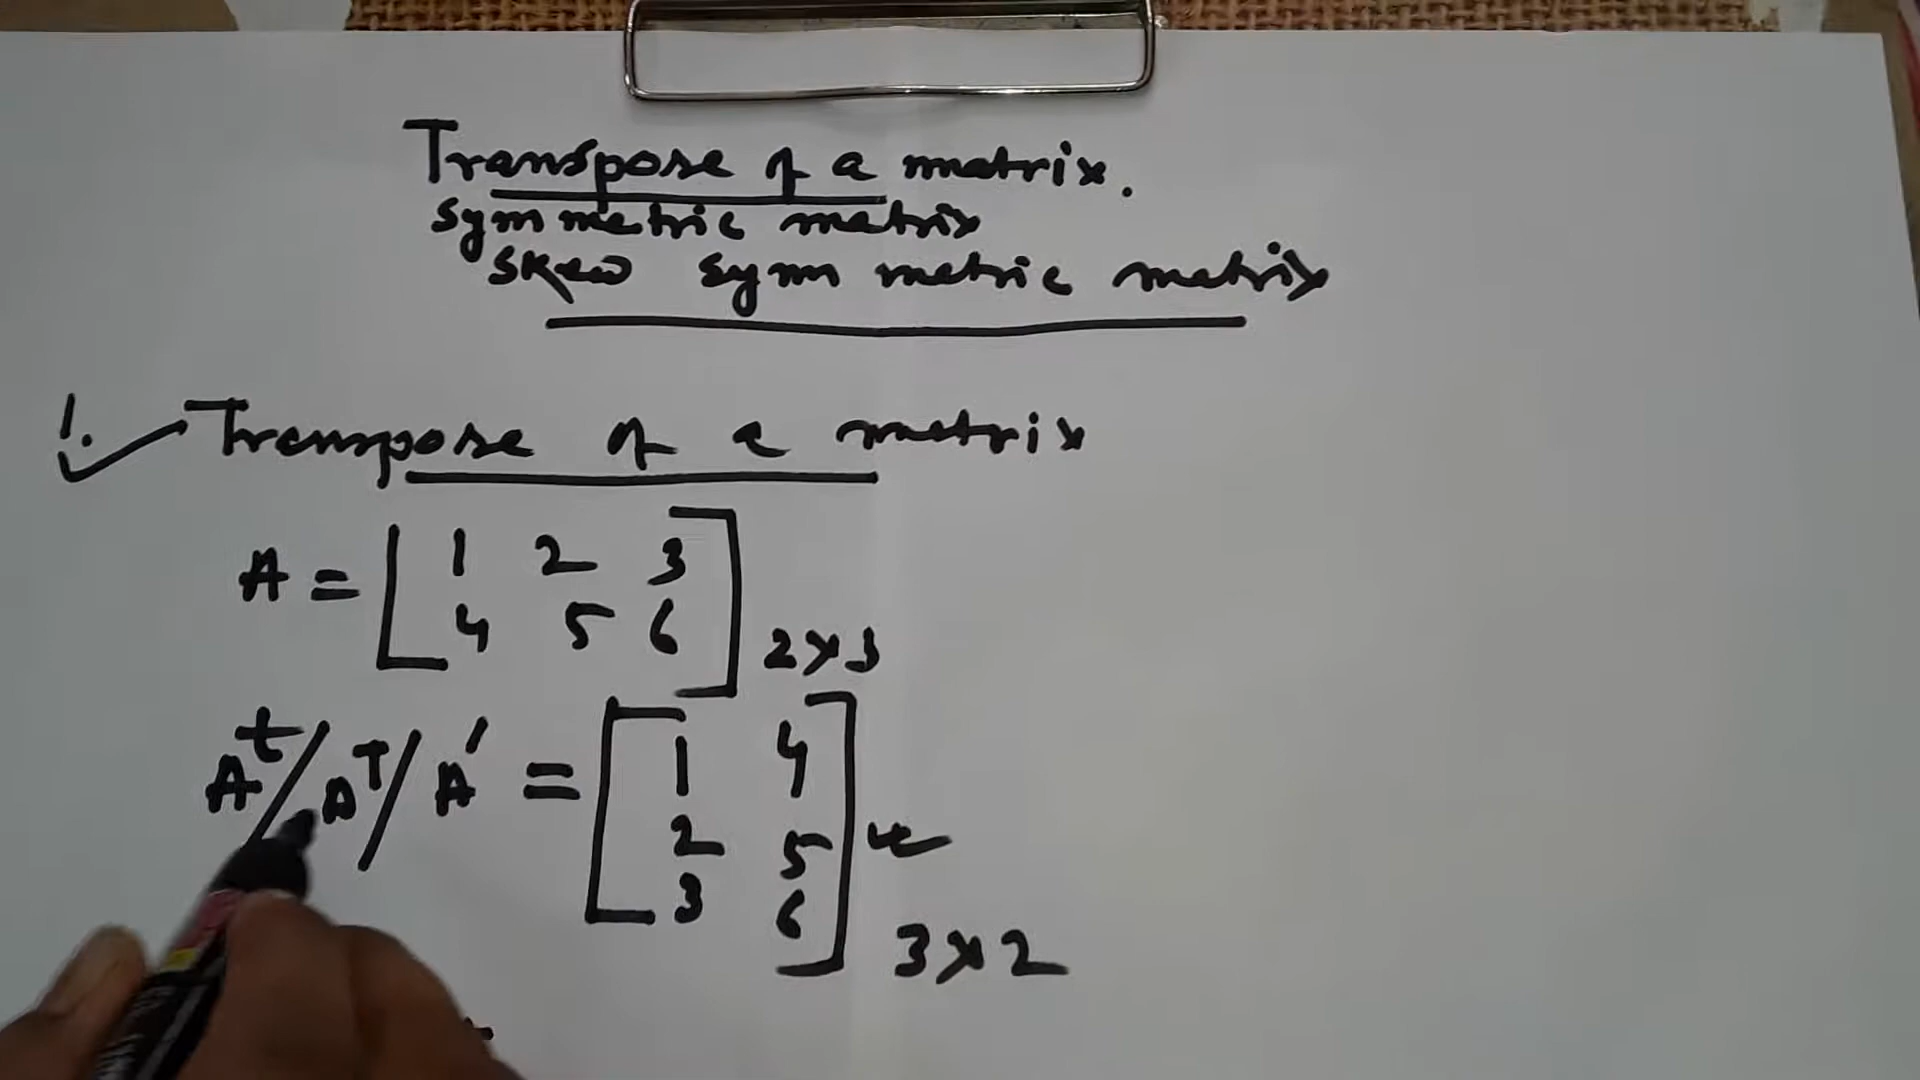 Transpose of a matrix.
symmetric matrix
skew symmetric matrix
1. Transpose of a matrix
A = [ 1 2 3
4 5 6 ] 2×3
A^t / A^T / A' = [ 1 4
2 5
3 6 ]
3×2